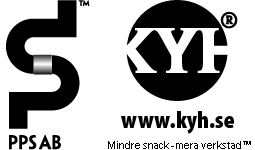 ™
PPS AB
KYH®
www.kyh.se
Mindre snack - mera verkstad™